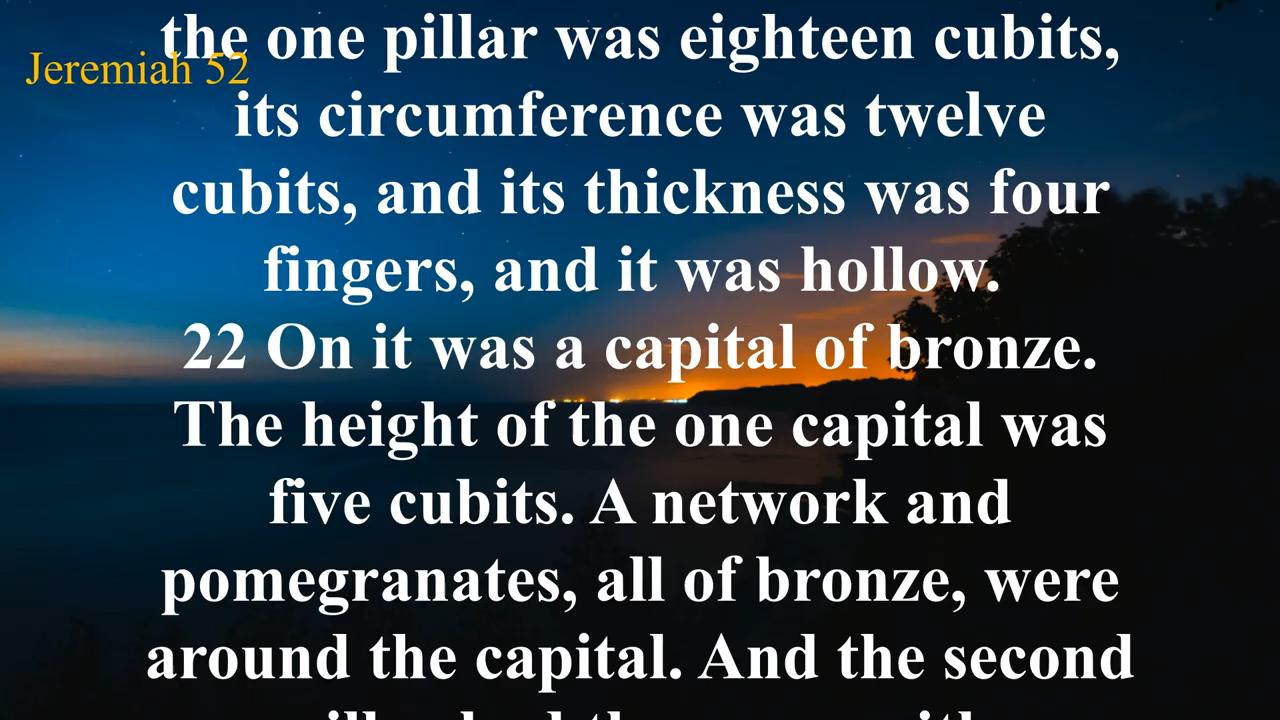 the one pillar was eighteen cubits,
Jeremiah 52
its circumference was twelve
cubits, and its thickness was four
fingers, and it was hollow.
22 On it was a capital of bronze.
The height of the one capital was
five cubits. A network and
pomegranates, all of bronze, were
around the capital. And the second